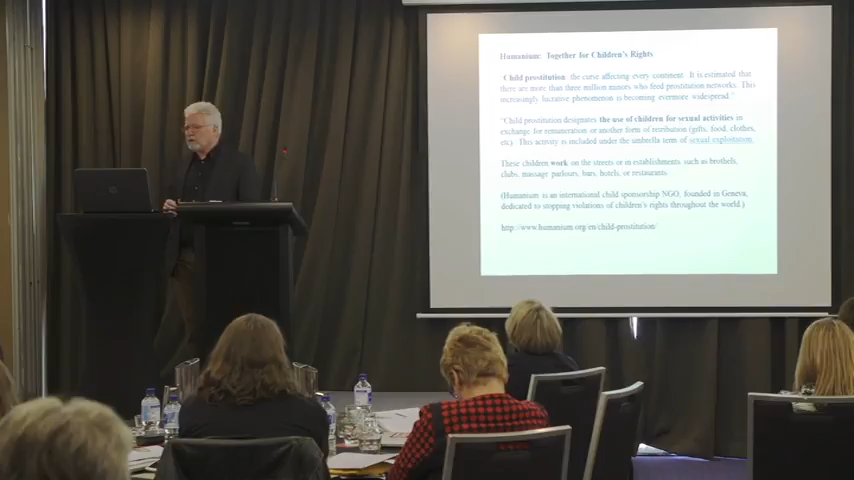 Humanium: Together for Children's Rights
"Child prostitution the curse affecting every continent. It is estimated that
there are more than three million minors who feed prostitution networks. This
increasingly lucrative phenomenon is becoming evermore widespread."
"Child prostitution designates the use of children for sexual activities in
exchange for remuneration or another form of retribution (gifts, food, clothes,
etc). This activity is included under the umbrella term of sexual exploitation.
These children work on the streets or in establishments such as brothels,
clubs, massage parlours, bars, hotels, or restaurants.
(Humanium is an international child sponsorship NGO, founded in Geneva,
dedicated to stopping violations of children's rights throughout the world.)
http://www.humanium.org/en/child-prostitution/